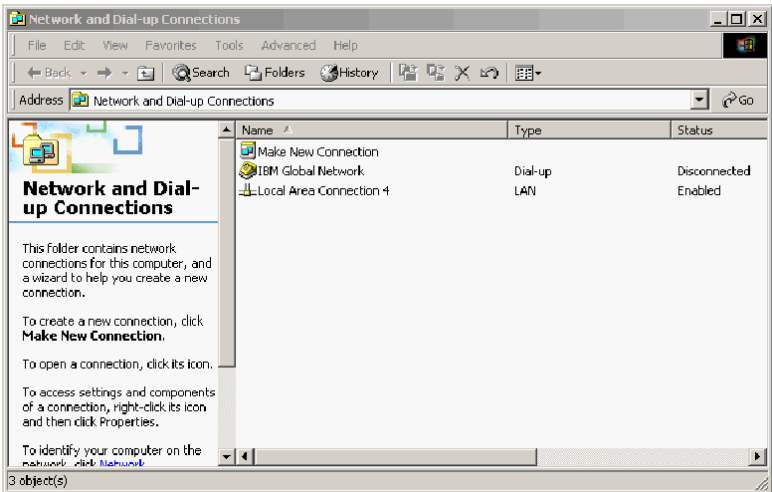 Network and Dial-up Connections
File Edit View Favorites Tools Advanced Help
Back Search Folders History
Address Network and Dial-up Connections Go
Name Type Status
Make New Connection
IBM Global Network Dial-up Disconnected
Local Area Connection 4 LAN Enabled
Network and Dial-
up Connections
This folder contains network
connections for this computer, and
a wizard to help you create a new
connection.
To create a new connection, click
Make New Connection.
To open a connection, click its icon.
To access settings and components
of a connection, right-click its icon
and then click Properties.
To identify your computer on the
network, click Network
3 object(s)